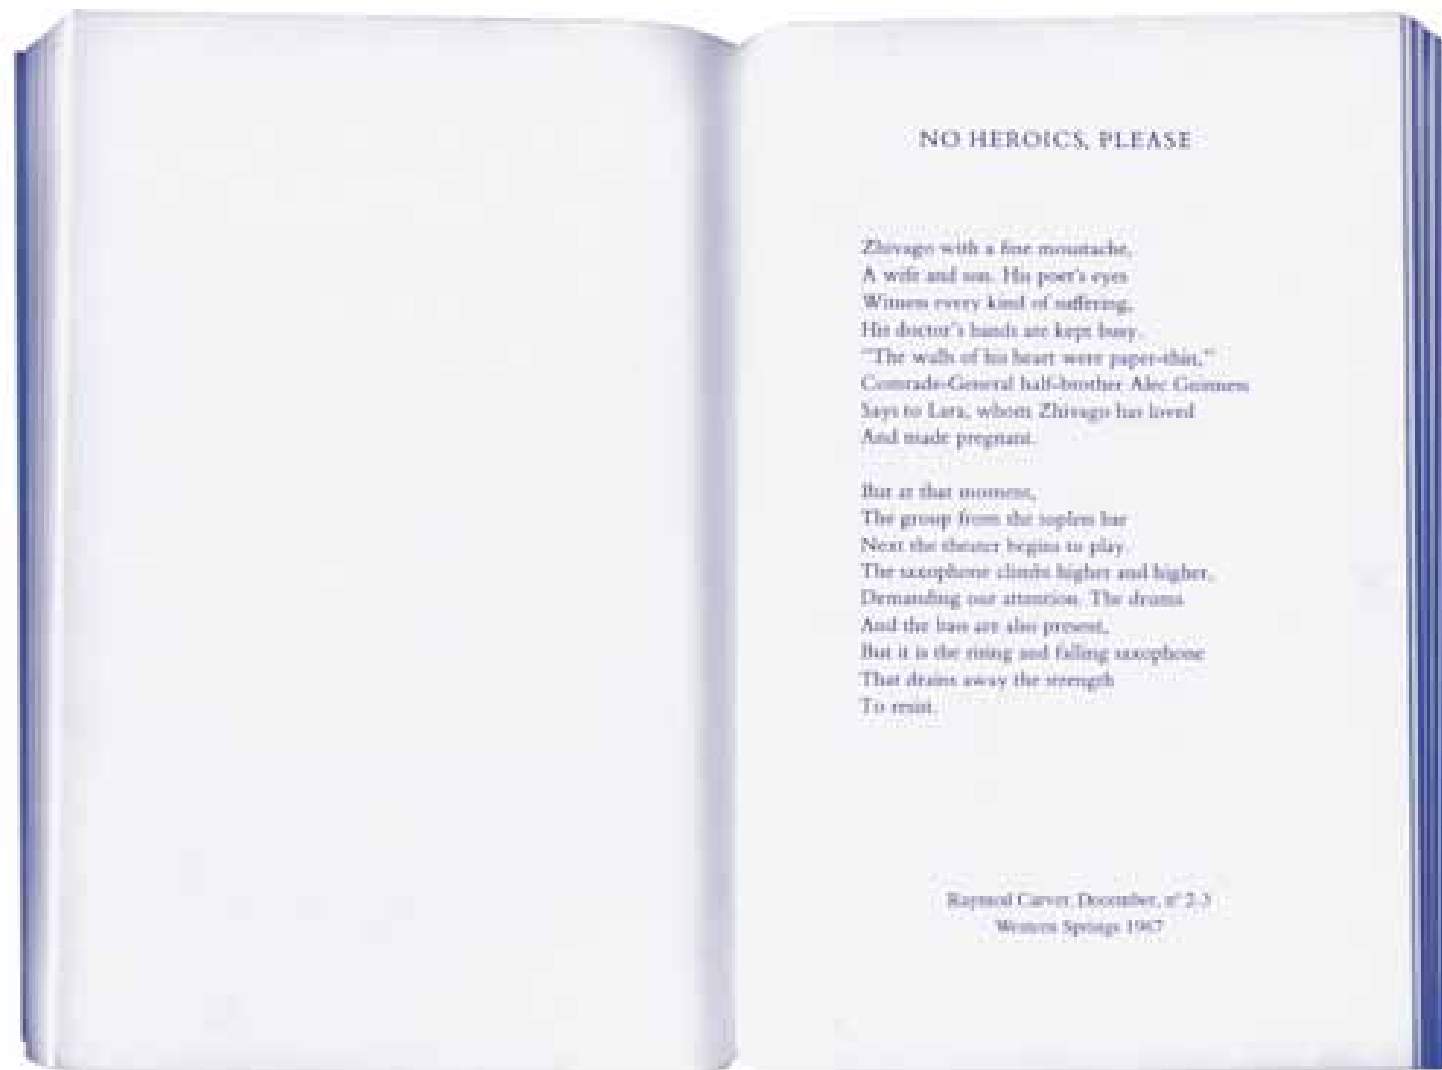 NO HEROICS, PLEASE
Zhivago with a fine moustache,
A wife and son. His poet's eyes
Witness every kind of suffering,
His doctor's hands are kept busy.
"The walls of his heart were paper-thin,"
Comrade-General half-brother Alec Guinness
Says to Lara, whom Zhivago has loved
And made pregnant.
But at that moment,
The group from the topless bar
Next the theater begins to play.
The saxophone climbs higher and higher,
Demanding our attention. The drums
And the bass are also present,
But it is the rising and falling saxophone
That drains away the strength
To resist.
Raymod Carver, December, nº 2-3
Western Springs 1967